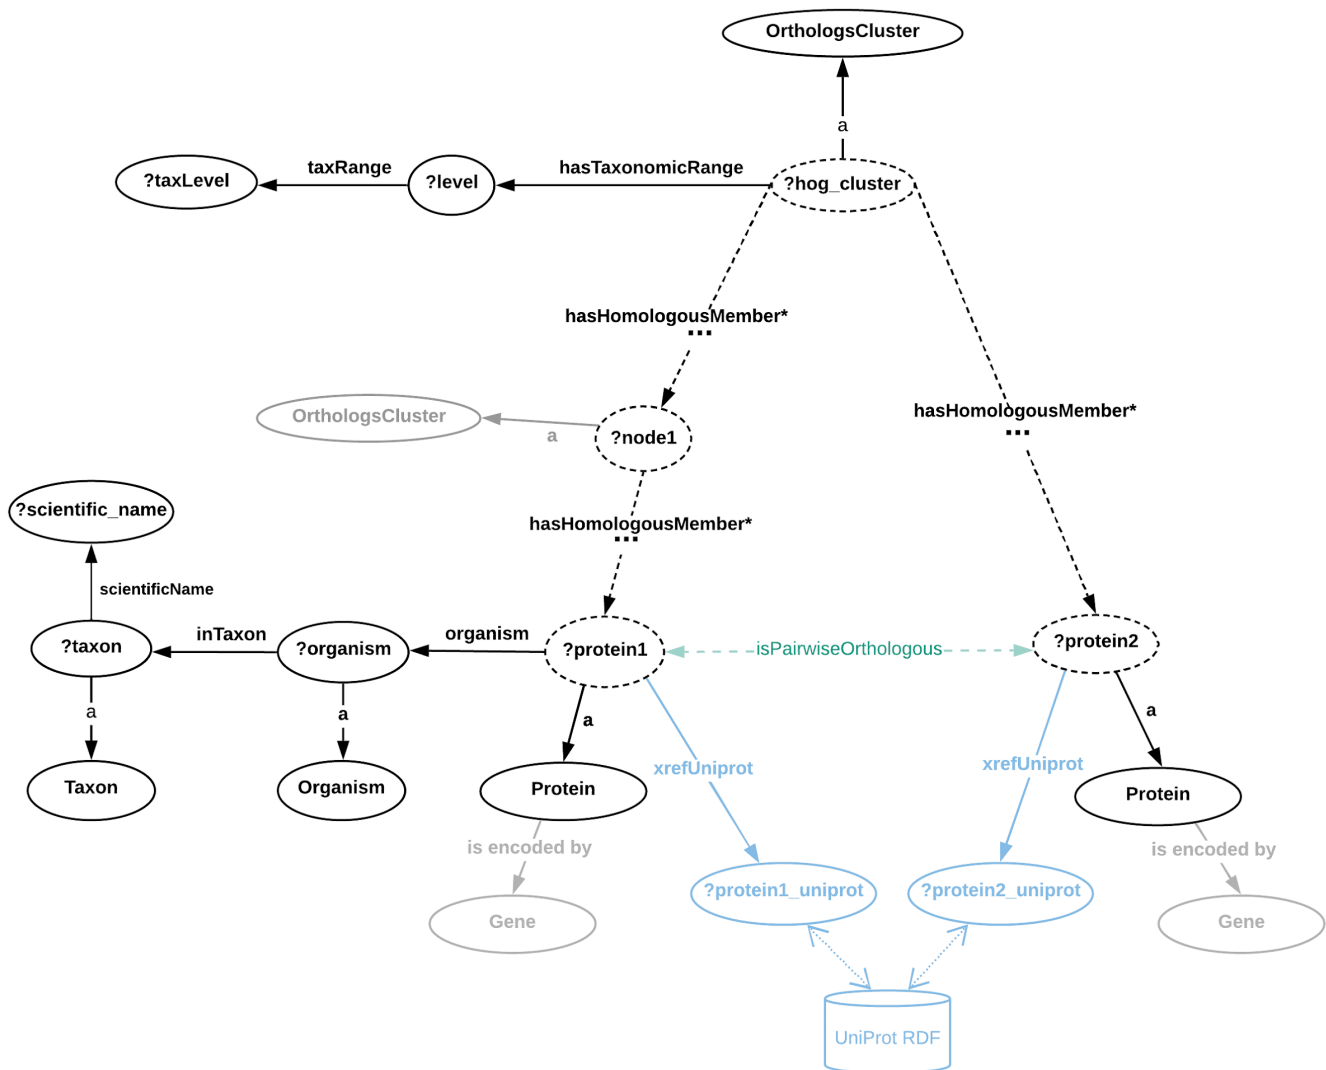 OrthologsCluster
a
taxRange
hasTaxonomicRange
?taxLevel
?level
?hog_cluster
hasHomologousMember*
...
hasHomologousMember*
...
OrthologsCluster
a
?node1
?scientific_name
hasHomologousMember*
...
scientificName
inTaxon
organism
?taxon
?organism
?protein1
isPairwiseOrthologous
?protein2
a
a
a
a
xrefUniprot
xrefUniprot
Taxon
Organism
Protein
Protein
is encoded by
is encoded by
?protein1_uniprot
?protein2_uniprot
Gene
Gene
UniProt RDF